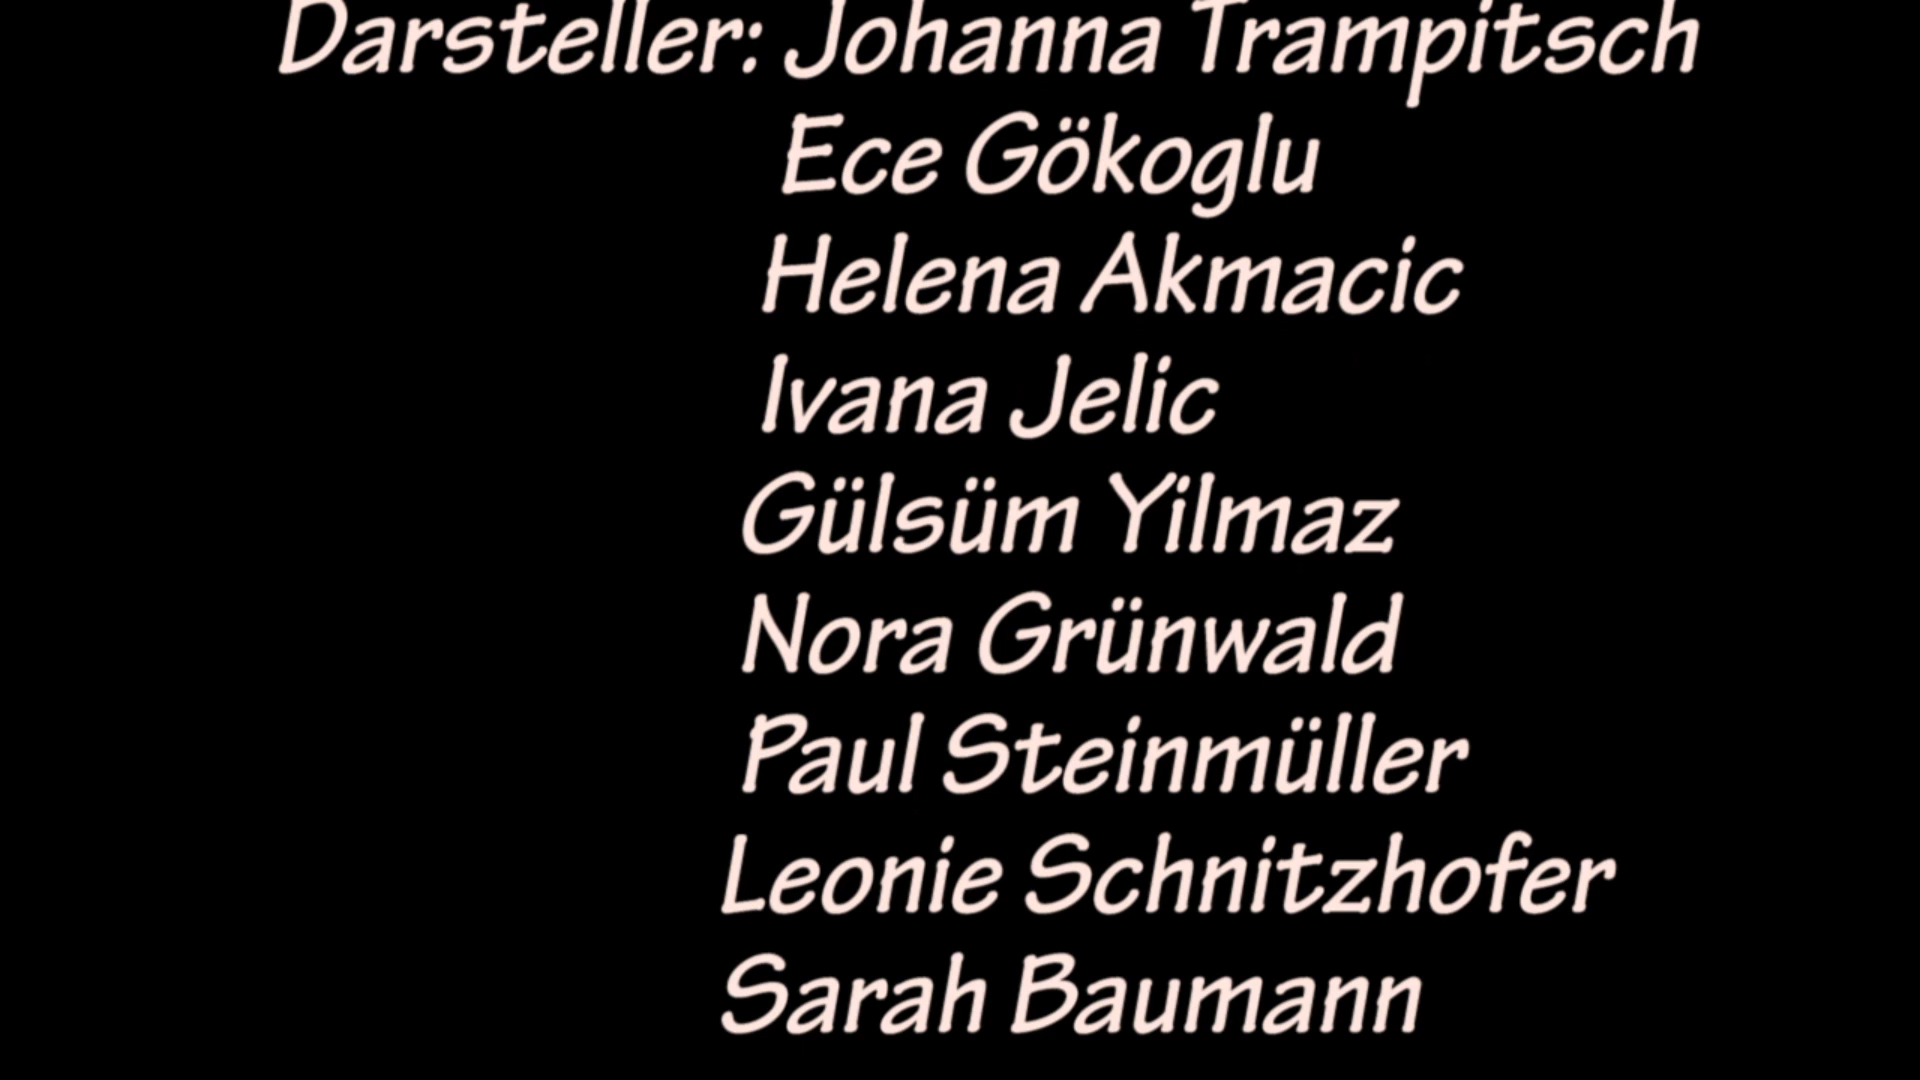 Darsteller: Johanna Trampitsch
Ece Gökoglu
Helena Akmacic
Ivana Jelic
Gülsüm Yilmaz
Nora Grünwald
Paul Steinmüller
Leonie Schnitzhofer
Sarah Baumann